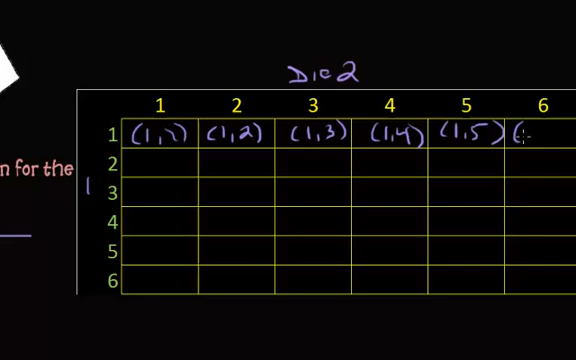 Die 2
1 2 3 4 5 6
1 (1,1) (1,2) (1,3) (1,4) (1,5) (
2
n for the
3
4
5
6